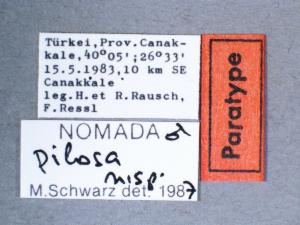 Türkei,Prov.Canak-
kale,40°05';26°33'
15.5.1983,10 km SE
Canakkale
leg.H.et R.Rausch,
F.Ressl
Paratype
NOMADA ♂
pilosa
nsp.
M.Schwarz det. 1987